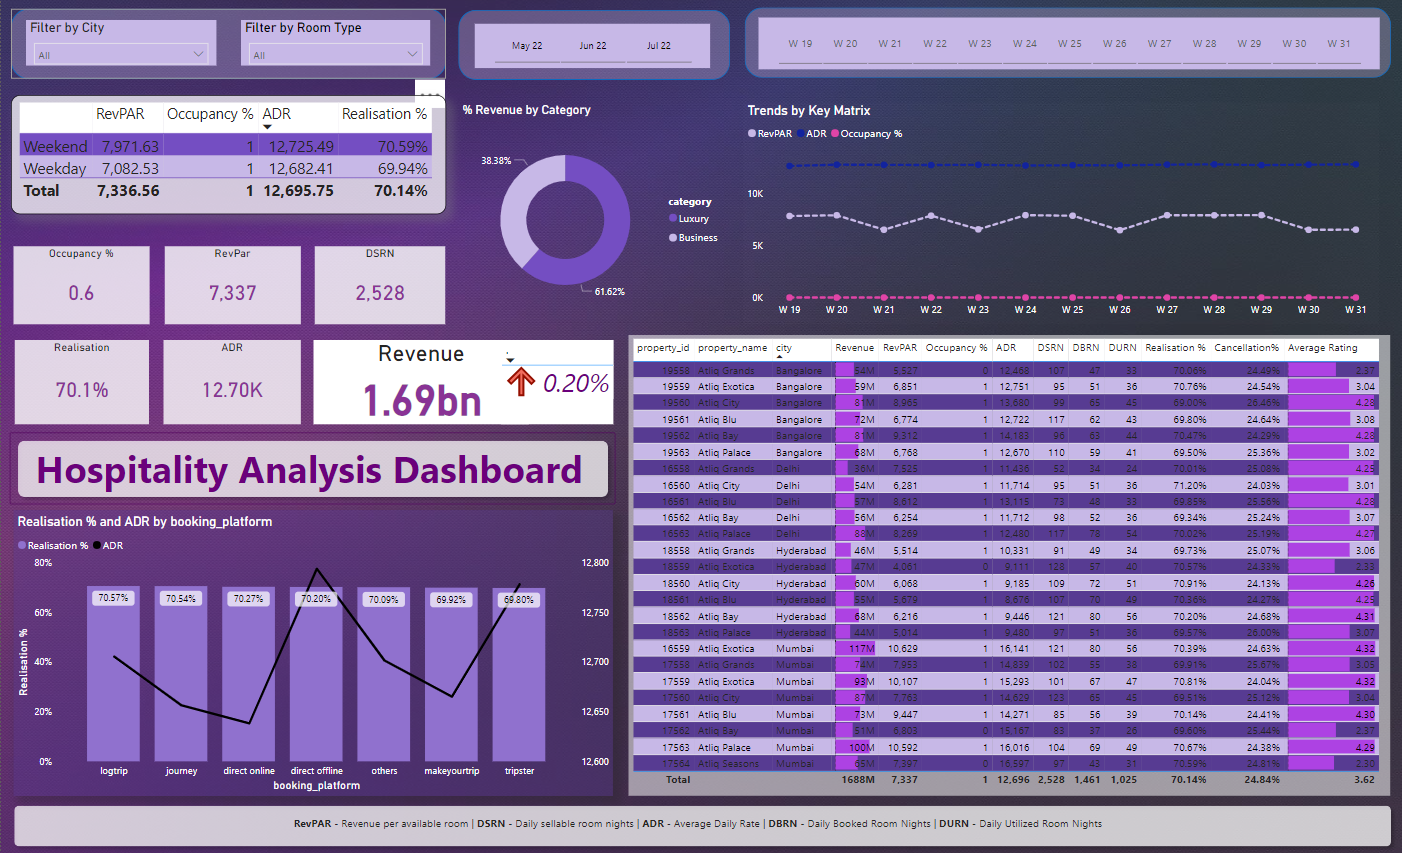 Filter by City
All
Filter by Room Type
All
May 22 Jun 22 Jul 22
W 19 W 20 W 21 W 22 W 23 W 24 W 25 W 26 W 27 W 28 W 29 W 30 W 31
RevPAR Occupancy % ADR Realisation %
Weekend 7,971.63 1 12,725.49 70.59%
Weekday 7,082.53 1 12,682.41 69.94%
Total 7,336.56 1 12,695.75 70.14%
% Revenue by Category
38.38%
61.62%
category
Luxury
Business
Trends by Key Matrix
RevPAR ADR Occupancy %
10K
5K
0K
W 19 W 20 W 21 W 22 W 23 W 24 W 25 W 26 W 27 W 28 W 29 W 30 W 31
Occupancy %
0.6
RevPar
7,337
DSRN
2,528
Realisation
70.1%
ADR
12.70K
Revenue
1.69bn
0.20%
Hospitality Analysis Dashboard
Realisation % and ADR by booking_platform
Realisation % ADR
80%
60%
40%
20%
0%
Realisation %
70.57% 70.54% 70.27% 70.20% 70.09% 69.92% 69.80%
12,800
12,750
12,700
12,650
12,600
logtrip journey direct online direct offline others makeyourtrip tripster
booking_platform
property_id property_name city Revenue RevPAR Occupancy % ADR DSRN DBRN DURN Realisation % Cancellation% Average Rating
19558 Atliq Grands Bangalore 54M 5,527 0 12,468 107 47 33 70.06% 24.49% 2.37
19559 Atliq Exotica Bangalore 59M 6,851 1 12,751 95 51 36 70.76% 24.54% 3.04
19560 Atliq City Bangalore 81M 8,965 1 13,680 99 65 45 69.00% 26.46% 4.28
19561 Atliq Blu Bangalore 72M 6,774 1 12,722 117 62 43 69.80% 24.64% 3.08
19562 Atliq Bay Bangalore 81M 9,312 1 14,183 96 63 44 70.47% 24.29% 4.28
19563 Atliq Palace Bangalore 68M 6,768 1 12,670 110 59 41 69.50% 25.36% 3.02
16558 Atliq Grands Delhi 36M 7,525 1 11,436 52 34 24 70.01% 25.08% 4.25
16560 Atliq City Delhi 54M 6,281 1 11,714 95 51 36 71.20% 24.03% 3.01
16561 Atliq Blu Delhi 57M 8,612 1 13,115 73 48 33 69.85% 25.56% 4.28
16562 Atliq Bay Delhi 56M 6,254 1 11,712 98 52 36 69.34% 25.24% 3.07
16563 Atliq Palace Delhi 88M 8,269 1 12,480 117 78 54 70.02% 25.19% 4.27
18558 Atliq Grands Hyderabad 46M 5,514 1 10,331 91 49 34 69.73% 25.07% 3.06
18559 Atliq Exotica Hyderabad 47M 4,061 0 9,111 128 57 40 70.57% 24.33% 2.33
18560 Atliq City Hyderabad 60M 6,068 1 9,185 109 72 51 70.91% 24.13% 4.26
18561 Atliq Blu Hyderabad 55M 5,679 1 8,676 107 70 49 70.36% 24.27% 4.25
18562 Atliq Bay Hyderabad 68M 6,216 1 9,446 121 80 56 70.20% 24.68% 4.31
18563 Atliq Palace Hyderabad 44M 5,014 1 9,480 97 51 36 69.57% 26.00% 3.07
16559 Atliq Exotica Mumbai 117M 10,629 1 16,141 121 80 56 70.39% 24.63% 4.32
17558 Atliq Grands Mumbai 74M 7,953 1 14,839 102 55 38 69.91% 25.67% 3.05
17559 Atliq Exotica Mumbai 93M 10,107 1 15,293 101 67 47 70.81% 24.04% 4.32
17560 Atliq City Mumbai 87M 7,763 1 14,629 123 65 45 69.51% 25.12% 3.04
17561 Atliq Blu Mumbai 73M 9,447 1 14,271 85 56 39 70.14% 24.41% 4.30
17562 Atliq Bay Mumbai 51M 6,803 0 15,167 83 37 26 69.60% 25.44% 2.37
17563 Atliq Palace Mumbai 100M 10,592 1 16,016 104 69 49 70.67% 24.38% 4.29
17564 Atliq Seasons Mumbai 65M 7,397 0 16,597 97 43 31 70.59% 24.81% 2.30
Total 1688M 7,337 1 12,696 2,528 1,461 1,025 70.14% 24.84% 3.62
RevPAR - Revenue per available room | DSRN - Daily sellable room nights | ADR - Average Daily Rate | DBRN - Daily Booked Room Nights | DURN - Daily Utilized Room Nights